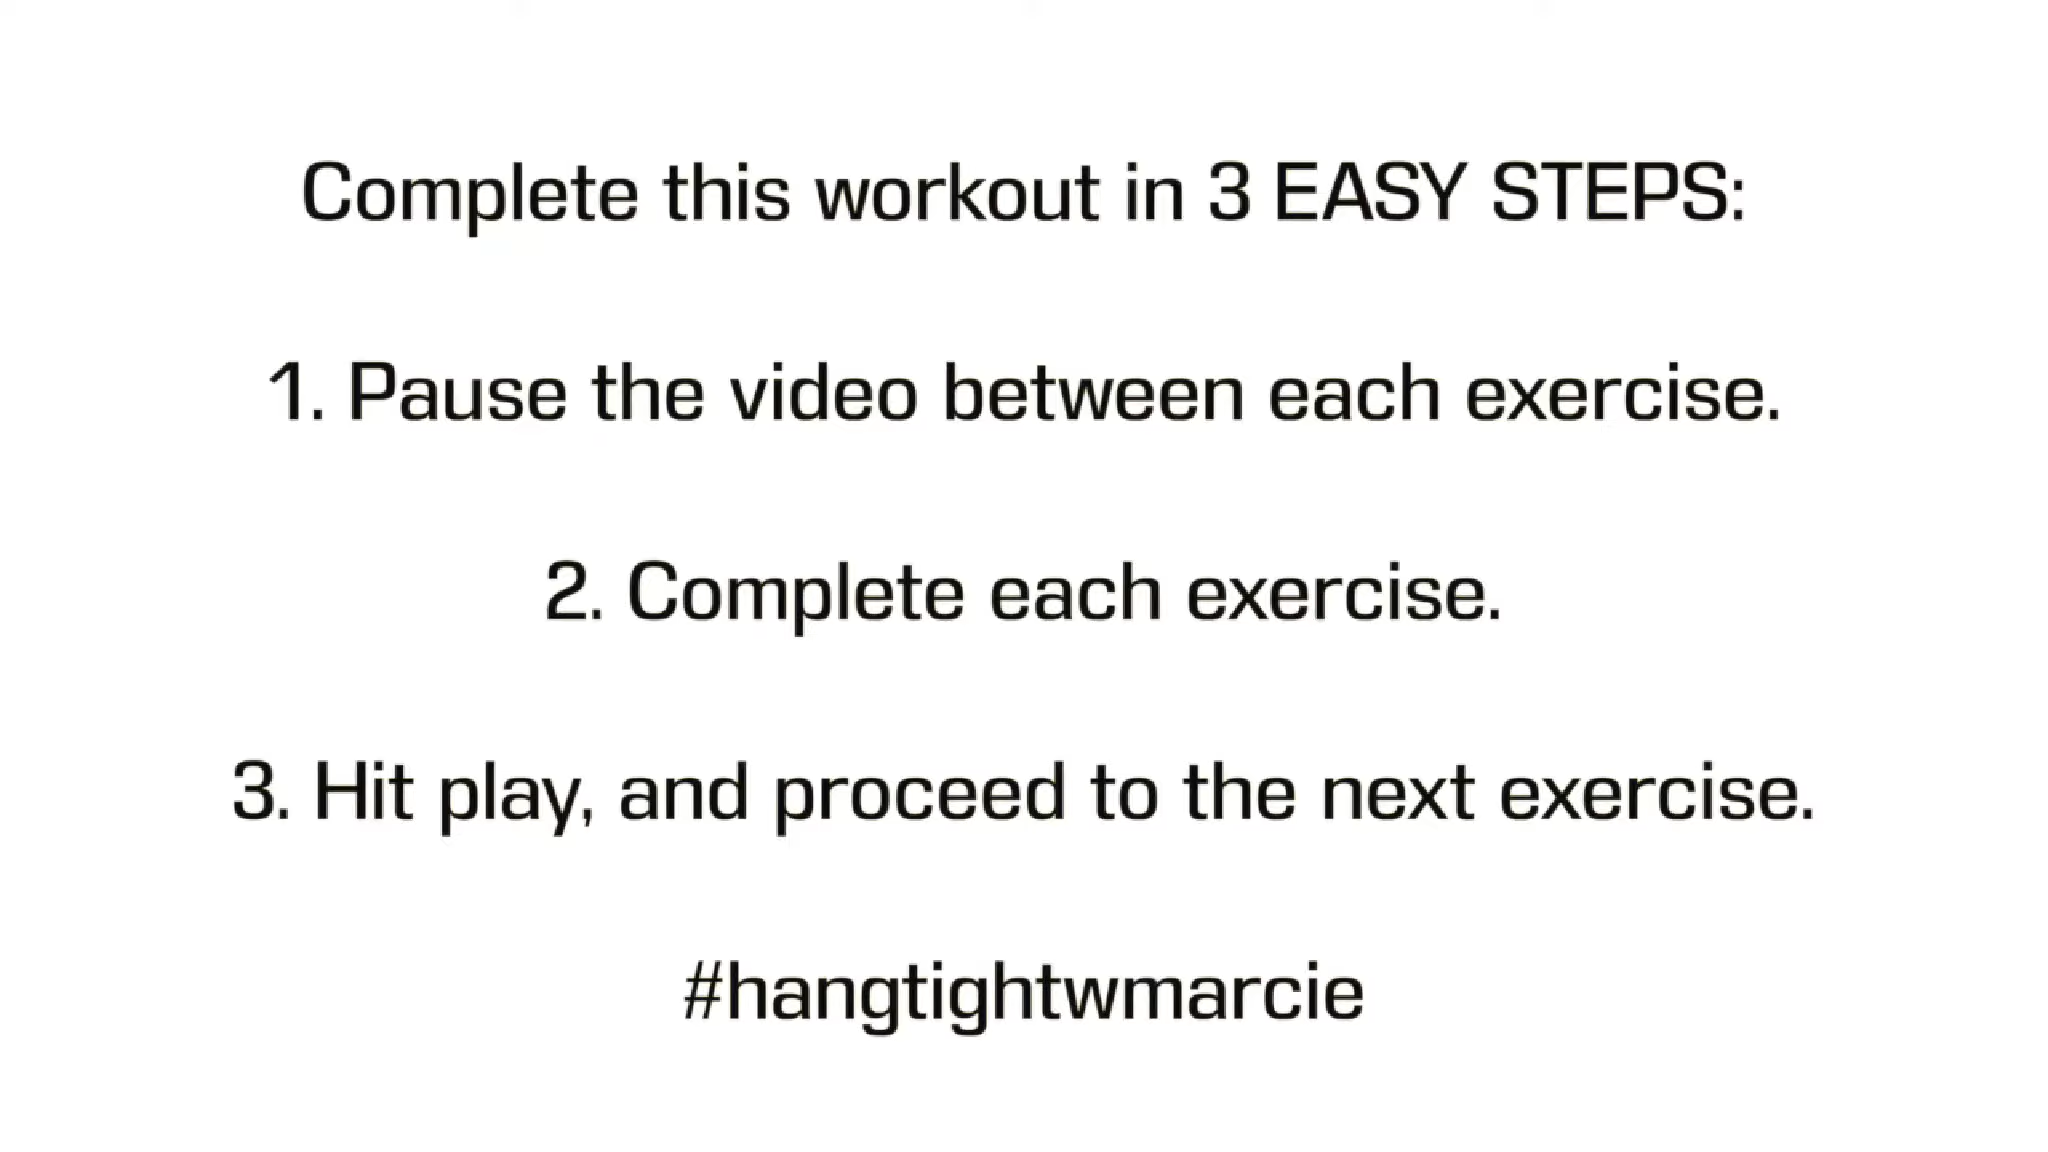 Complete this workout in 3 EASY STEPS:
1. Pause the video between each exercise.
2. Complete each exercise.
3. Hit play, and proceed to the next exercise.
#hangtightwmarcie